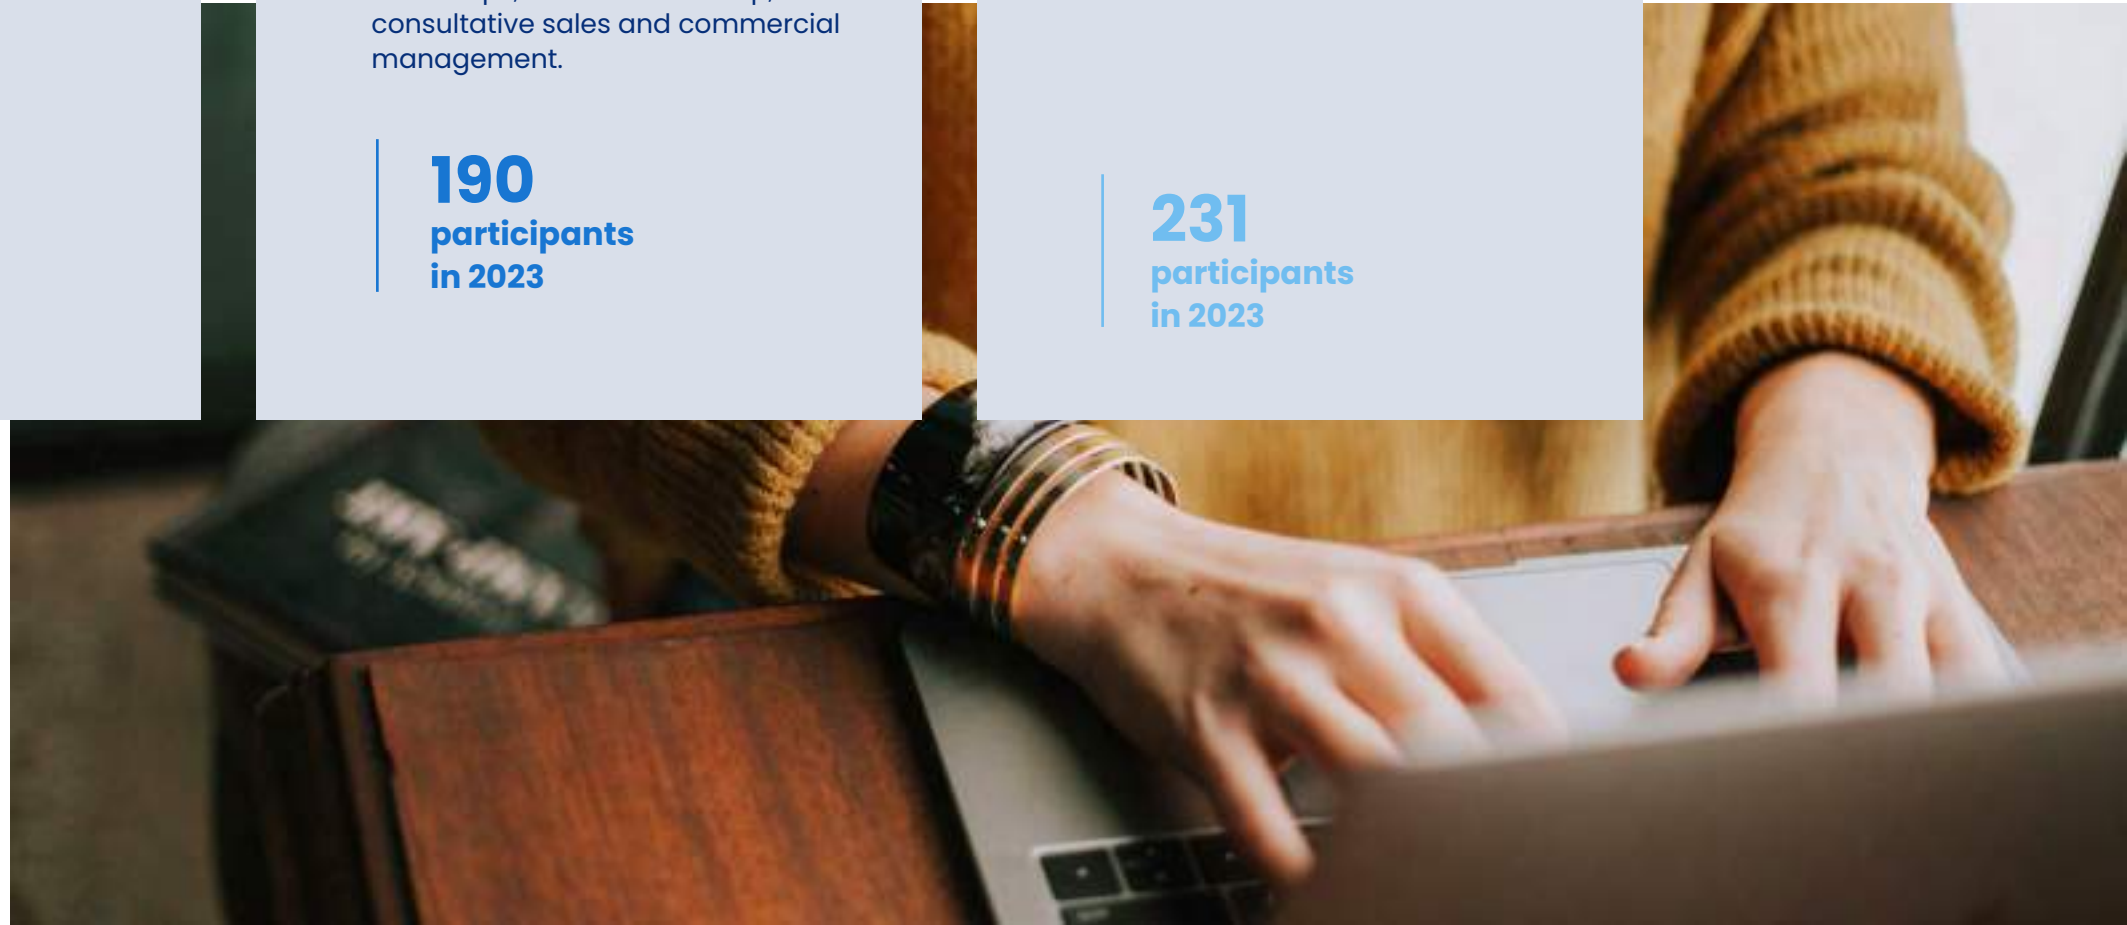 consultative sales and commercial
management.
190
participants
in 2023
231
participants
in 2023